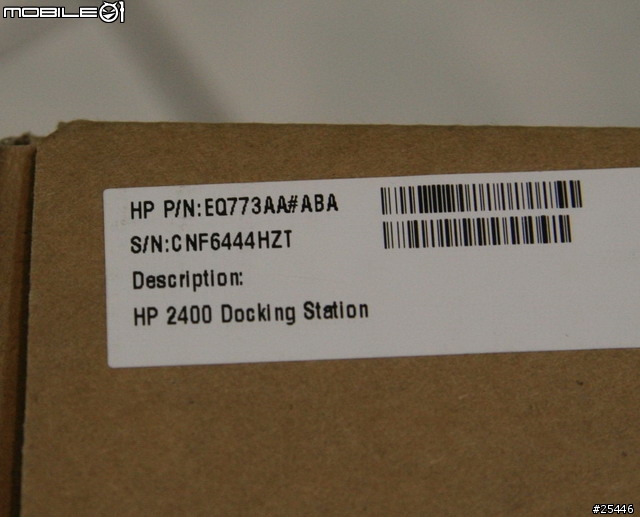 MOBILE01
HP P/N:EQ773AA#ABA
S/N:CNF6444HZT
Description:
HP 2400 Docking Station
#25446